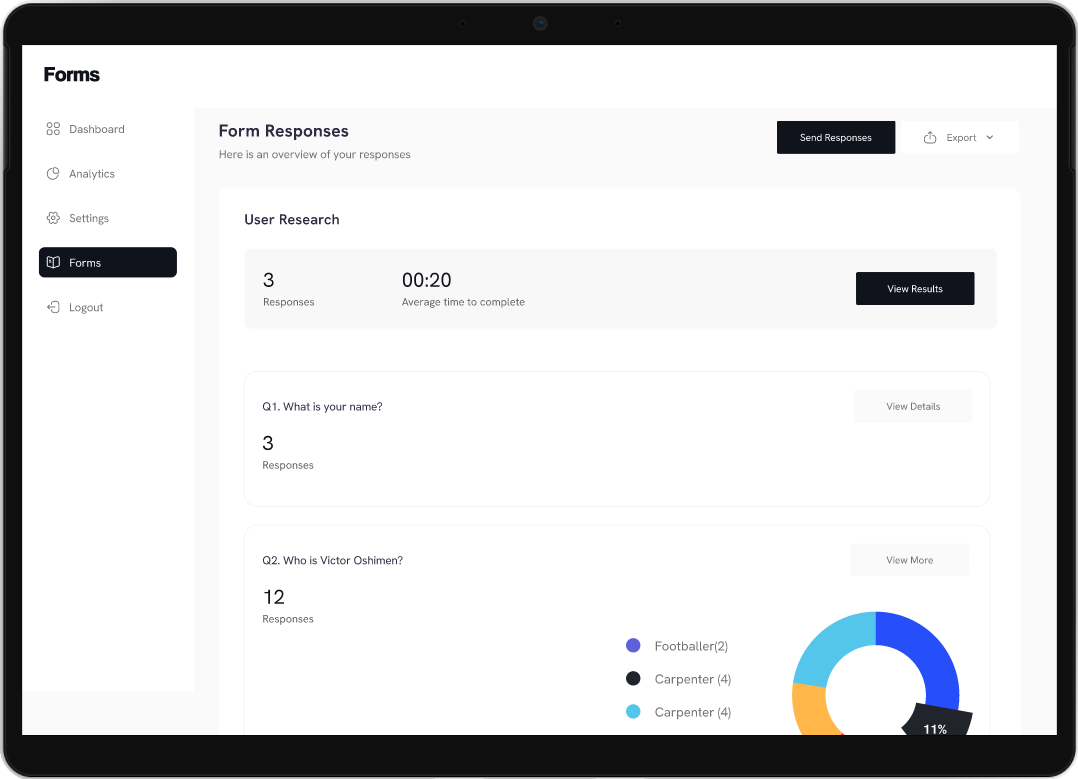 Forms
Dashboard
Analytics
Settings
Forms
Logout
Form Responses
Here is an overview of your responses
Send Responses
Export
User Research
3
Responses
00:20
Average time to complete
View Results
Q1. What is your name?
View Details
3
Responses
Q2. Who is Victor Oshimen?
View More
12
Responses
Footballer(2)
Carpenter (4)
Carpenter (4)
11%